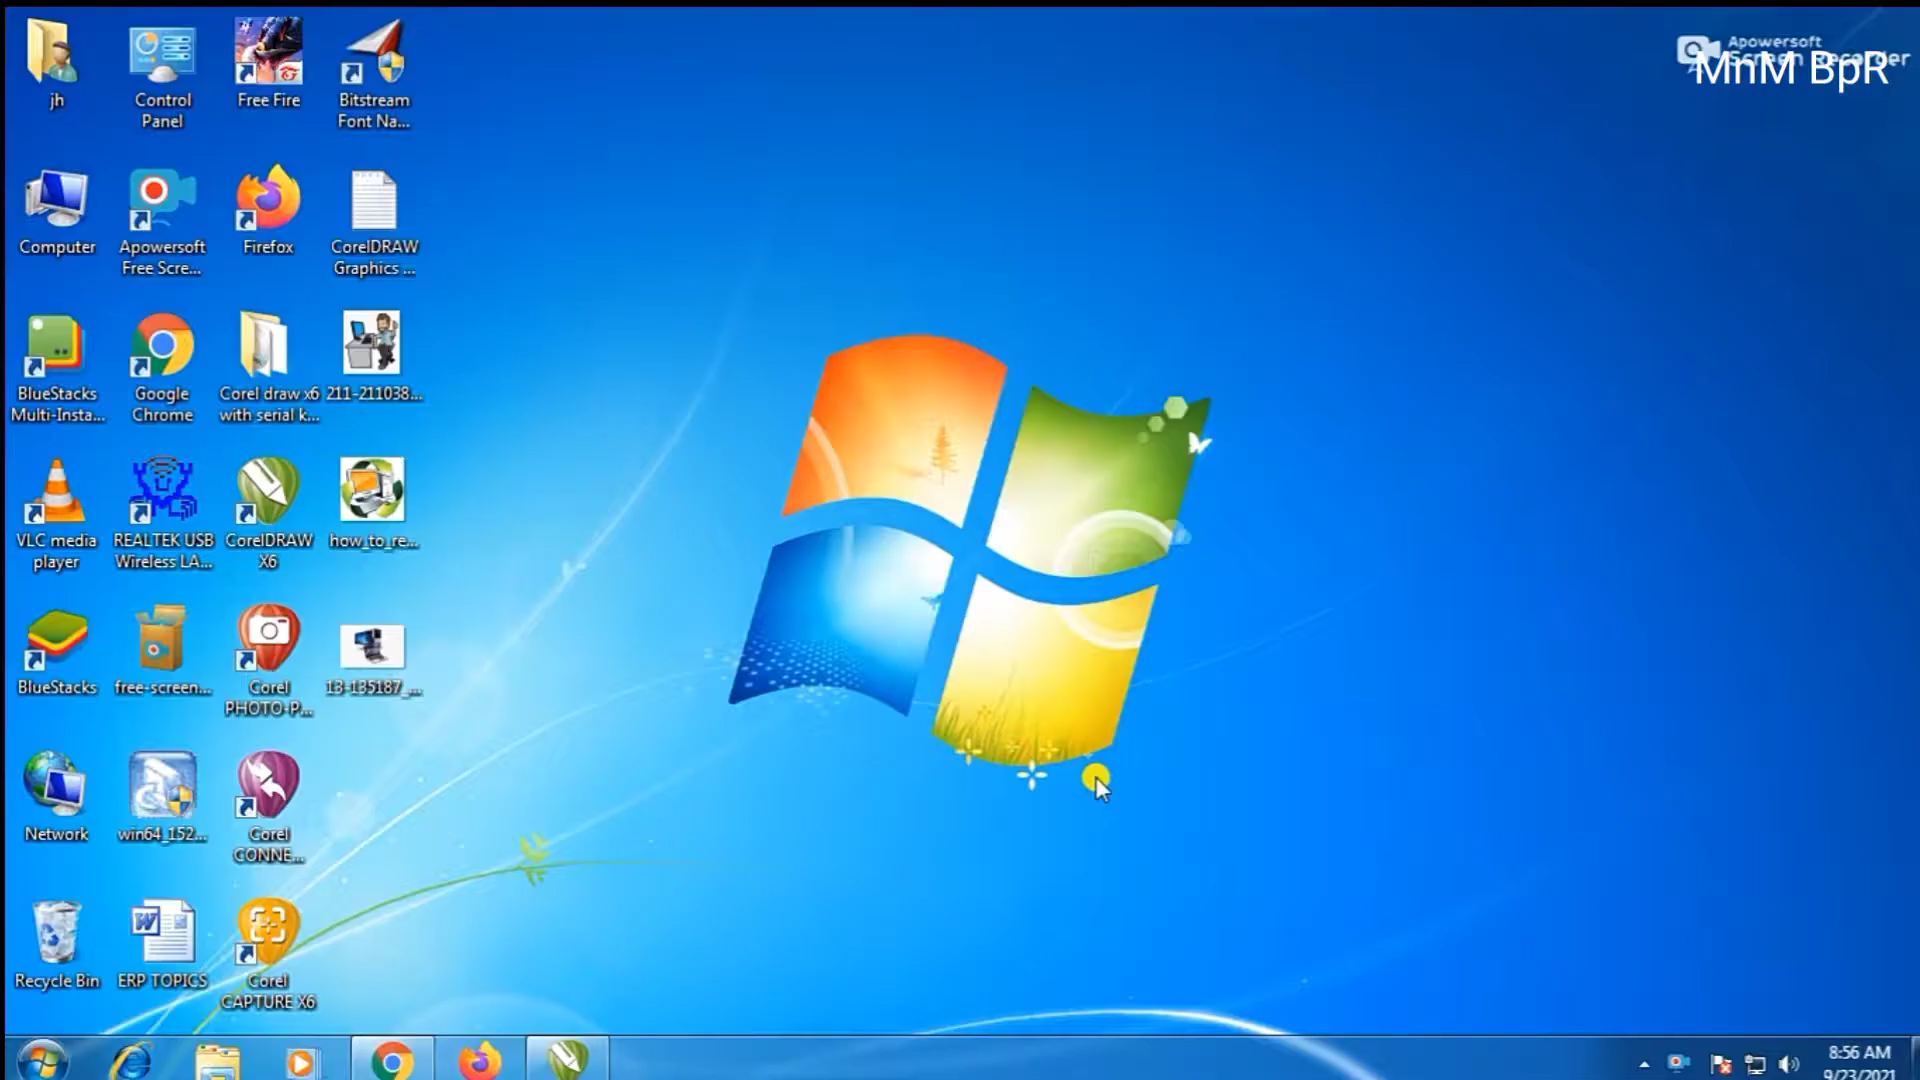 Apowersoft
Screen Recorder
MnM BpR
jh
Control
Panel
Free Fire
Bitstream
Font Na...
Computer
Apowersoft
Free Scre...
Firefox
CorelDRAW
Graphics ...
BlueStacks
Multi-Insta...
Google
Chrome
Corel draw x6
with serial k...
211-211038...
VLC media
player
REALTEK USB
Wireless LA...
CorelDRAW
X6
how_to_re...
BlueStacks
free-screen...
Corel
PHOTO-P...
13-135187_...
Network
win64_152...
Corel
CONNE...
Recycle Bin
ERP TOPICS
Corel
CAPTURE X6
8:56 AM
9/23/2021